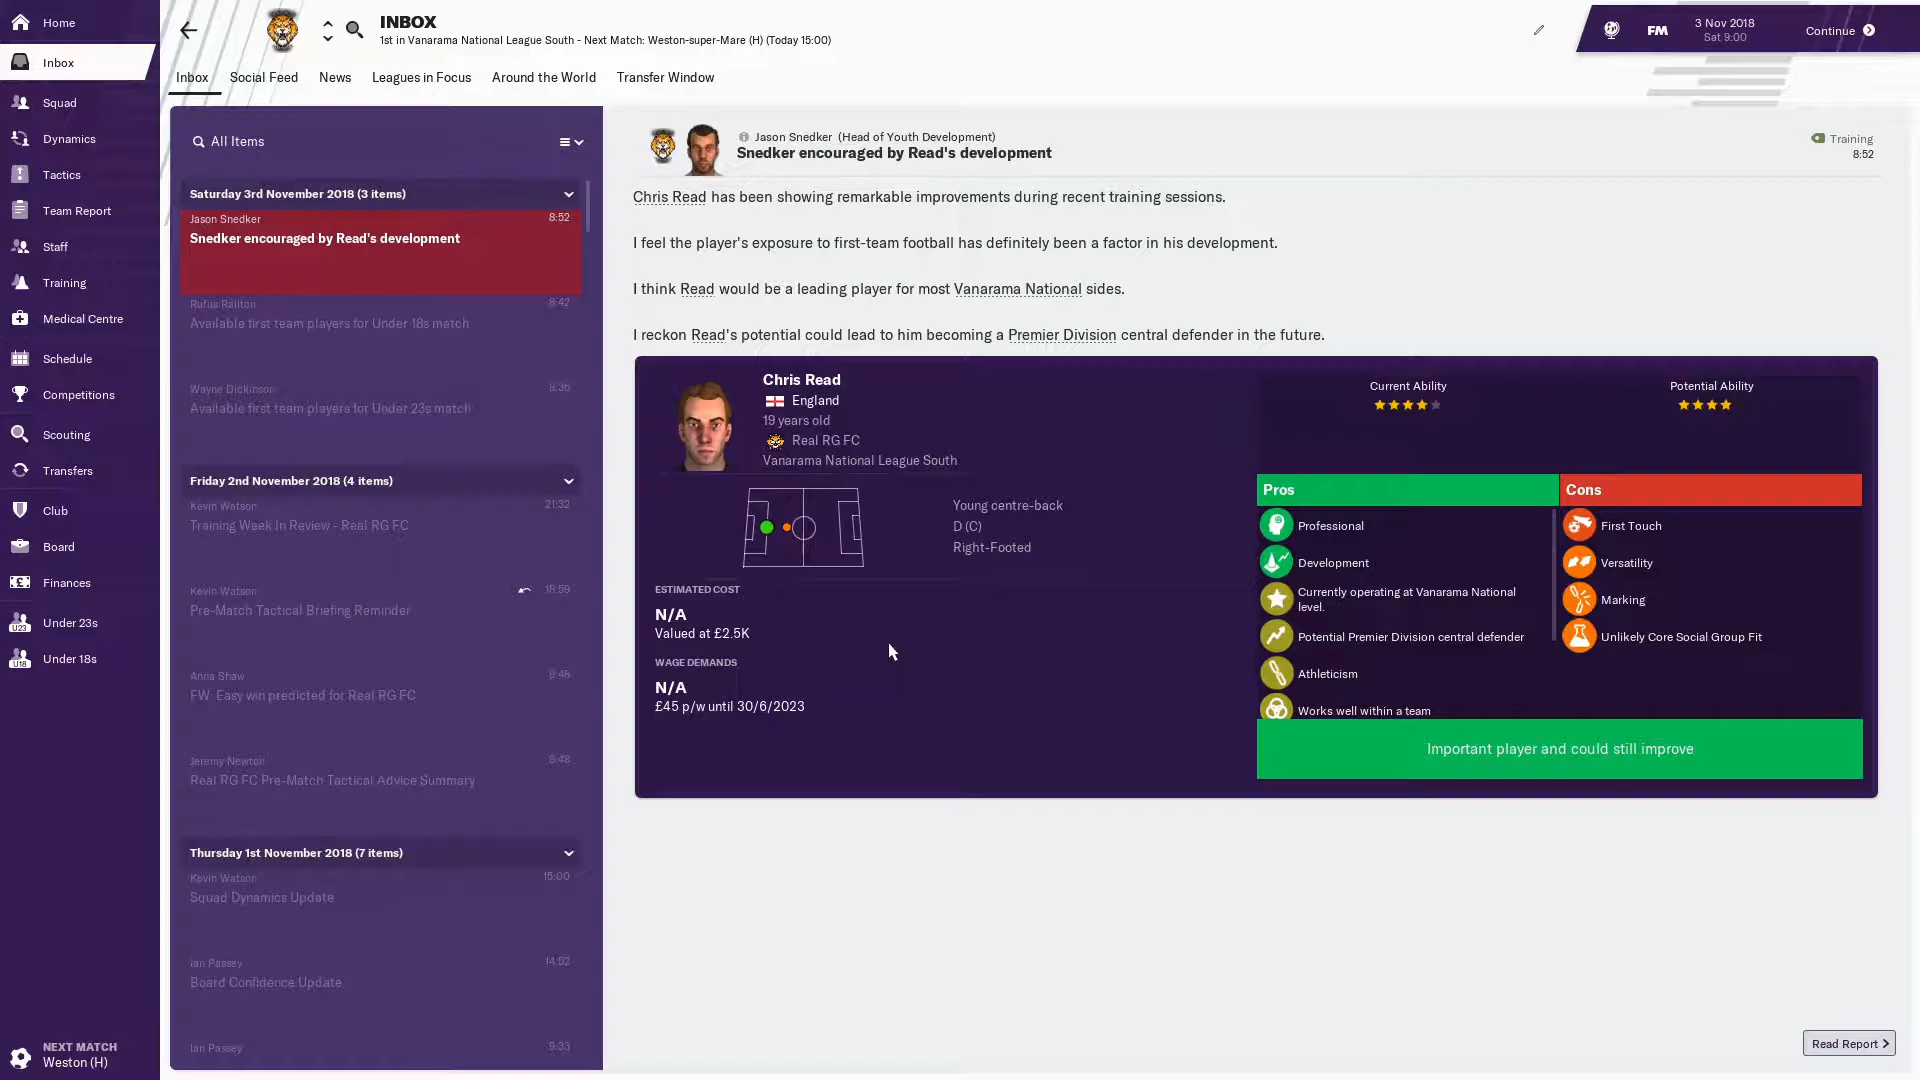 Home
Inbox
Squad
Dynamics
Tactics
Team Report
Staff
Training
Medical Centre
Schedule
Competitions
Scouting
Transfers
Club
Board
Finances
U23
Under 23s
U18
Under 18s
NEXT MATCH
Weston (H)
INBOX
1st in Vanarama National League South - Next Match: Weston-super-Mare (H) (Today 15:00)
FM
3 Nov 2018
Sat 9:00
Continue
Inbox
Social Feed
News
Leagues in Focus
Around the World
Transfer Window
All Items
Saturday 3rd November 2018 (3 items)
Jason Snedker
8:52
Snedker encouraged by Read's development
Rufus Railton
8:42
Available first team players for Under 18s match
Wayne Dickinson
8:36
Available first team players for Under 23s match
Friday 2nd November 2018 (4 items)
Kevin Watson
21:32
Training Week In Review - Real RG FC
Kevin Watson
18:59
Pre-Match Tactical Briefing Reminder
Anna Shaw
9:48
FW: Easy win predicted for Real RG FC
Jeremy Newton
8:48
Real RG FC Pre-Match Tactical Advice Summary
Thursday 1st November 2018 (7 items)
Kevin Watson
15:00
Squad Dynamics Update
Ian Passey
14:52
Board Confidence Update
Ian Passey
9:33
Jason Snedker (Head of Youth Development)
Snedker encouraged by Read's development
Training
8:52
Chris Read has been showing remarkable improvements during recent training sessions.
I feel the player's exposure to first-team football has definitely been a factor in his development.
I think Read would be a leading player for most Vanarama National sides.
I reckon Read's potential could lead to him becoming a Premier Division central defender in the future.
Chris Read
England
19 years old
Real RG FC
Vanarama National League South
Young centre-back
D (C)
Right-Footed
ESTIMATED COST
N/A
Valued at £2.5K
WAGE DEMANDS
N/A
£45 p/w until 30/6/2023
Current Ability
Potential Ability
Pros
Professional
Development
Currently operating at Vanarama National
level.
Potential Premier Division central defender
Athleticism
Works well within a team
Cons
First Touch
Versatility
Marking
Unlikely Core Social Group Fit
Important player and could still improve
Read Report